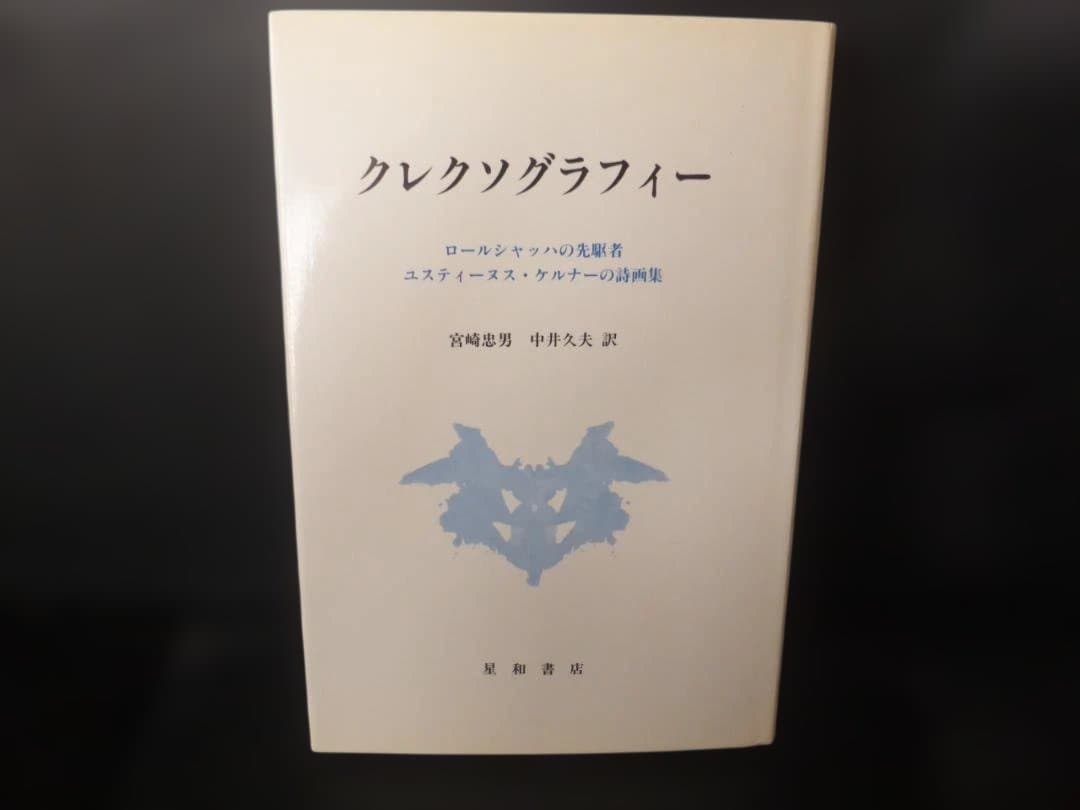 クレクソグラフィー
ロールシャッハの先駆者
ユスティーヌス・ケルナーの詩画集
宮崎忠男　中井久夫 訳
星和書店